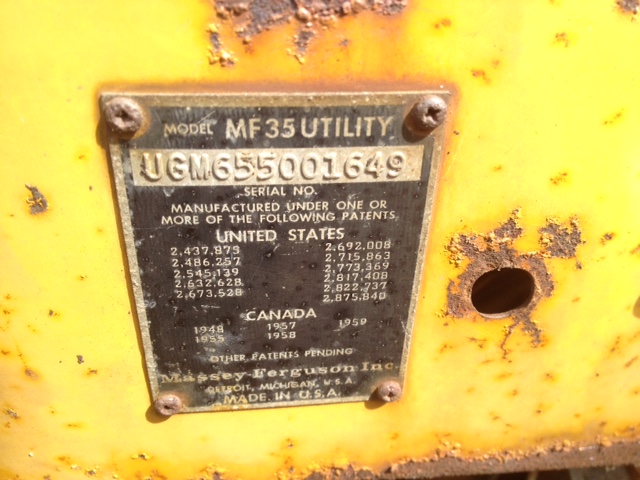 MODEL MF35 UTILITY
UGM655001649
SERIAL NO.
MANUFACTURED UNDER ONE OR
MORE OF THE FOLLOWING PATENTS
UNITED STATES
2,437,875 2,692,008
2,486,257 2,715,863
2,545,139 2,773,369
2,632,628 2,817,408
2,673,528 2,822,737
2,875,840
CANADA
1948 1957 1959
1955 1958
OTHER PATENTS PENDING
Massey-Ferguson Inc.
DETROIT, MICHIGAN, U.S.A.
MADE IN U.S.A.